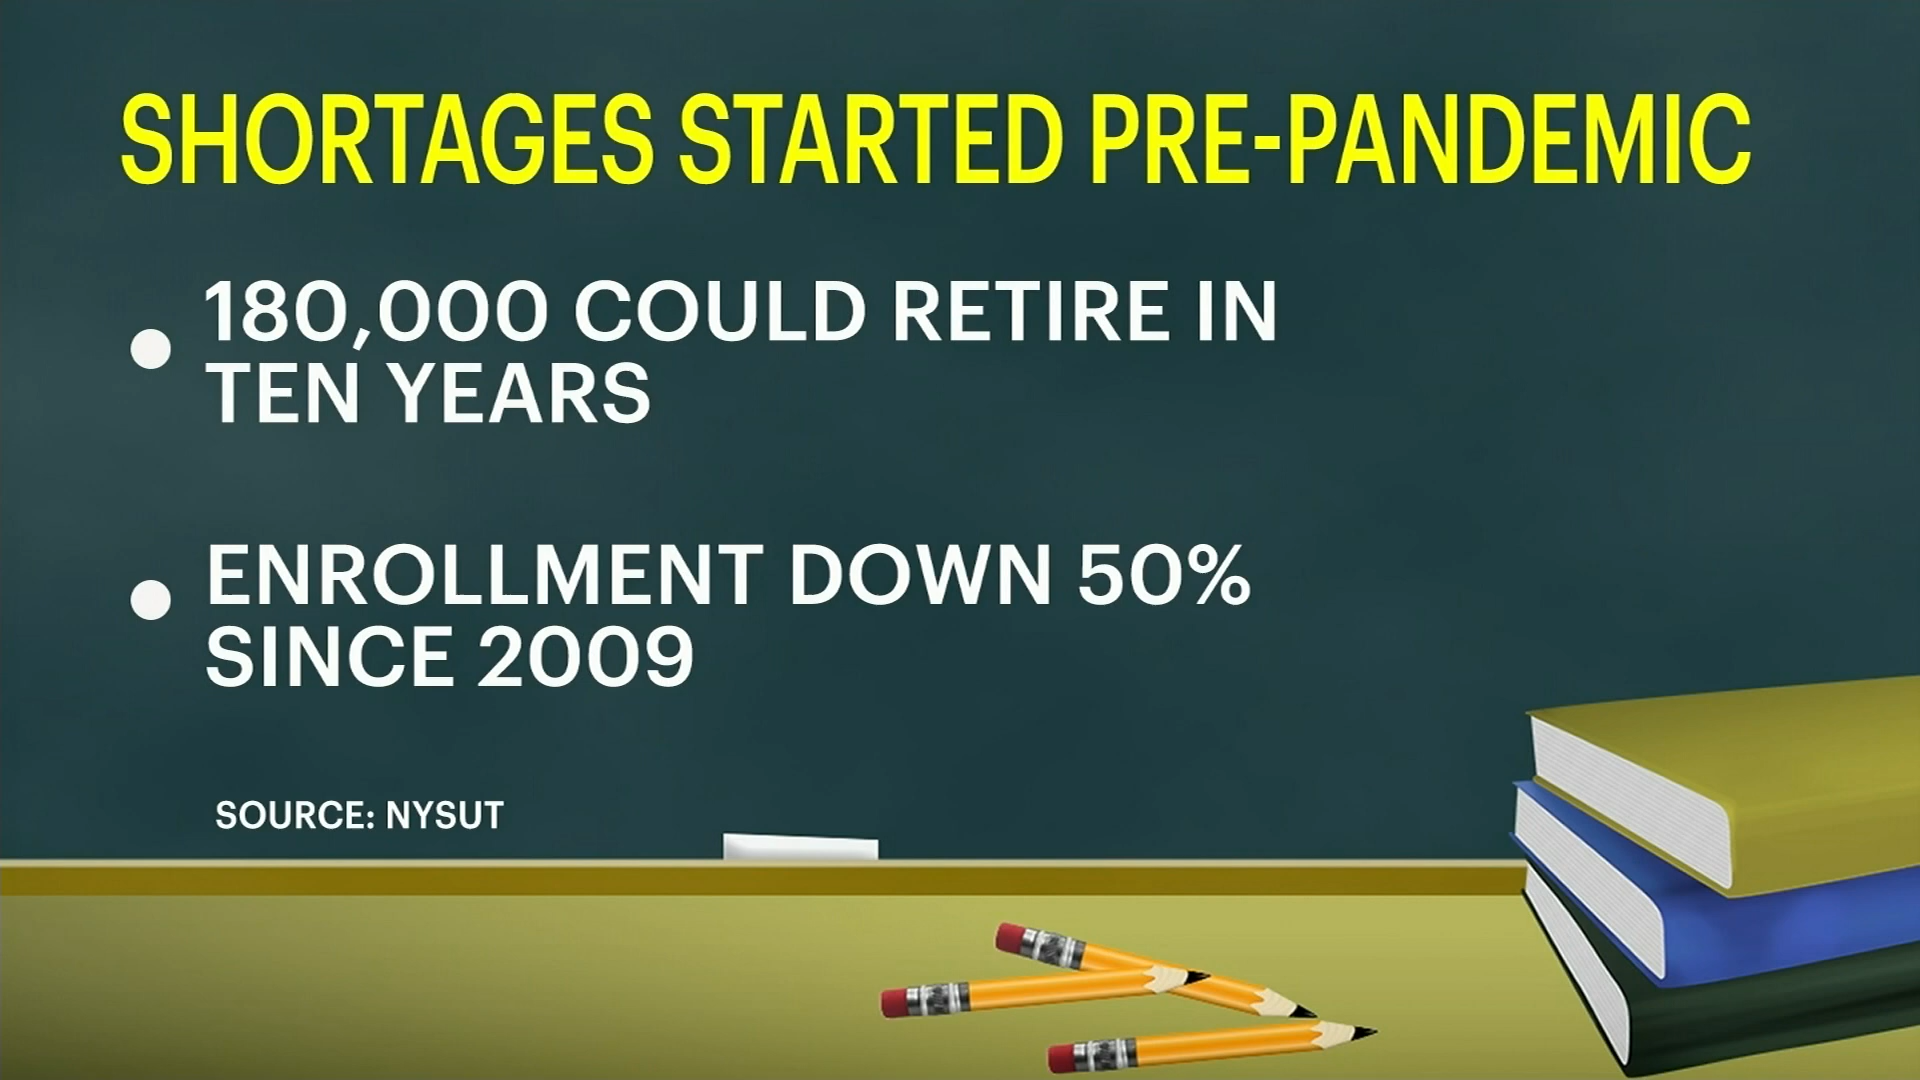 SHORTAGES STARTED PRE-PANDEMIC
180,000 COULD RETIRE IN
TEN YEARS
ENROLLMENT DOWN 50%
SINCE 2009
SOURCE: NYSUT